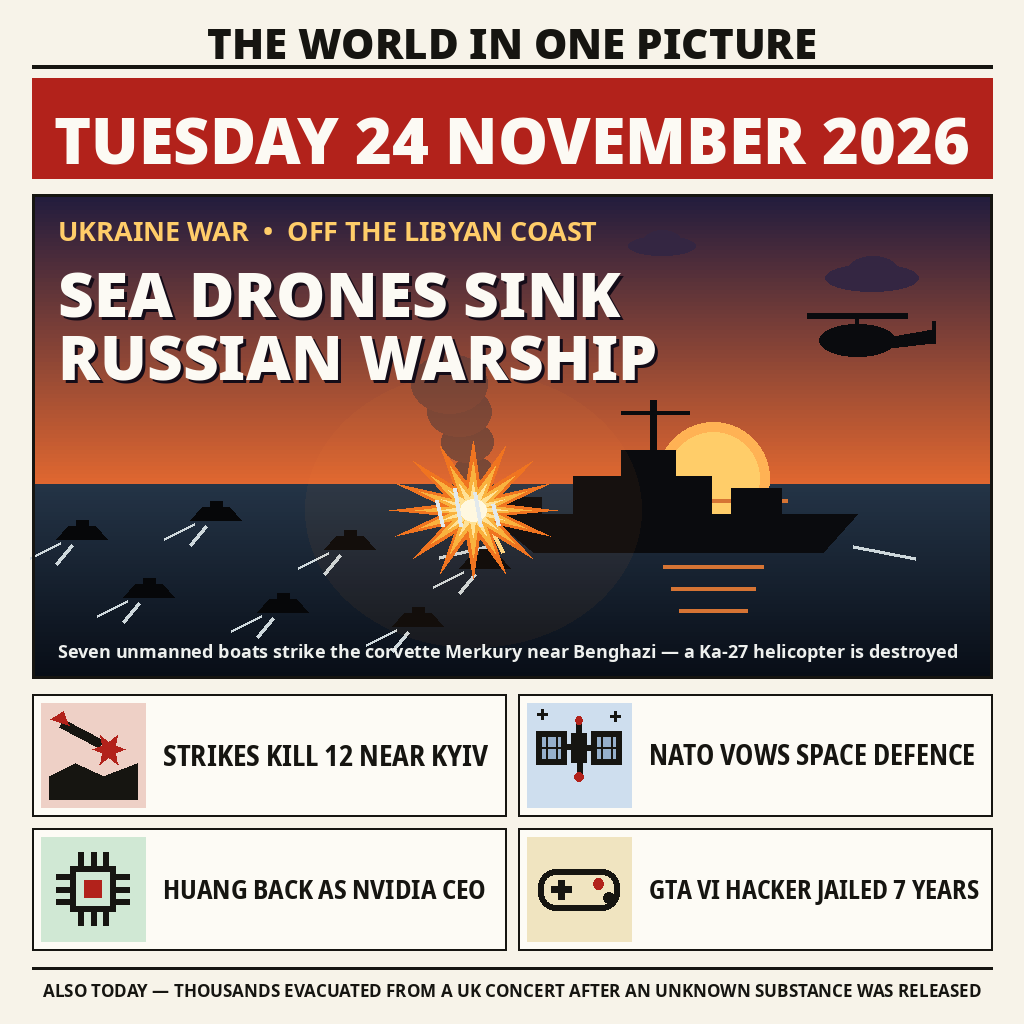 THE WORLD IN ONE PICTURE
TUESDAY 24 NOVEMBER 2026
UKRAINE WAR • OFF THE LIBYAN COAST
SEA DRONES SINK
RUSSIAN WARSHIP
Seven unmanned boats strike the corvette Merkury near Benghazi — a Ka-27 helicopter is destroyed
STRIKES KILL 12 NEAR KYIV
NATO VOWS SPACE DEFENCE
HUANG BACK AS NVIDIA CEO
GTA VI HACKER JAILED 7 YEARS
ALSO TODAY — THOUSANDS EVACUATED FROM A UK CONCERT AFTER AN UNKNOWN SUBSTANCE WAS RELEASED